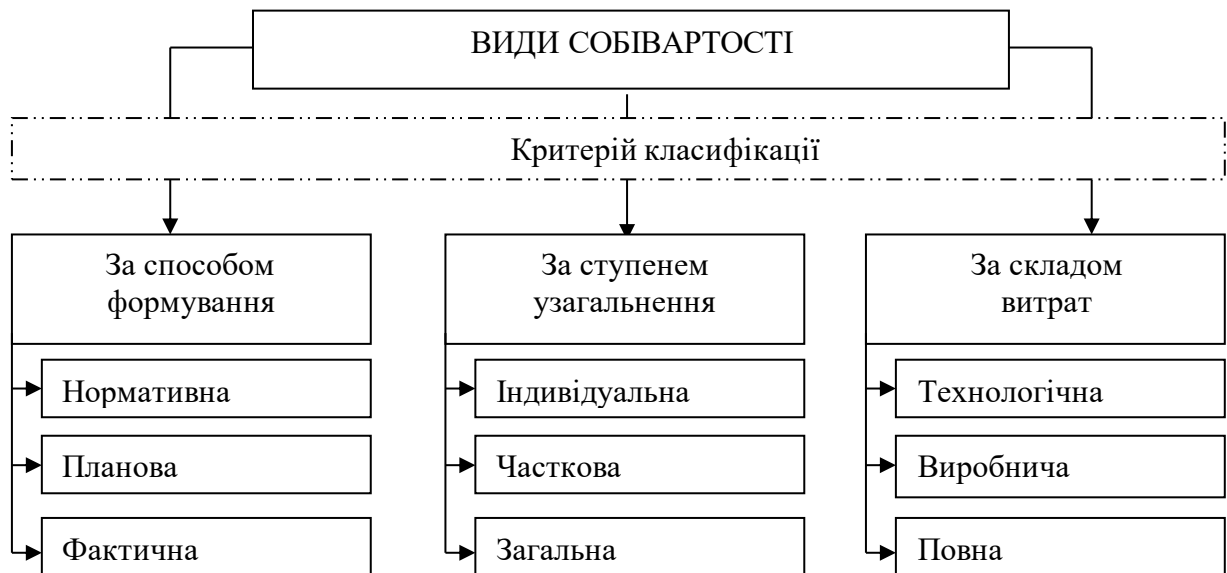 ВИДИ СОБІВАРТОСТІ
Критерій класифікації
За способом
формування
Нормативна
Планова
Фактична
За ступенем
узагальнення
Індивідуальна
Часткова
Загальна
За складом
витрат
Технологічна
Виробнича
Повна